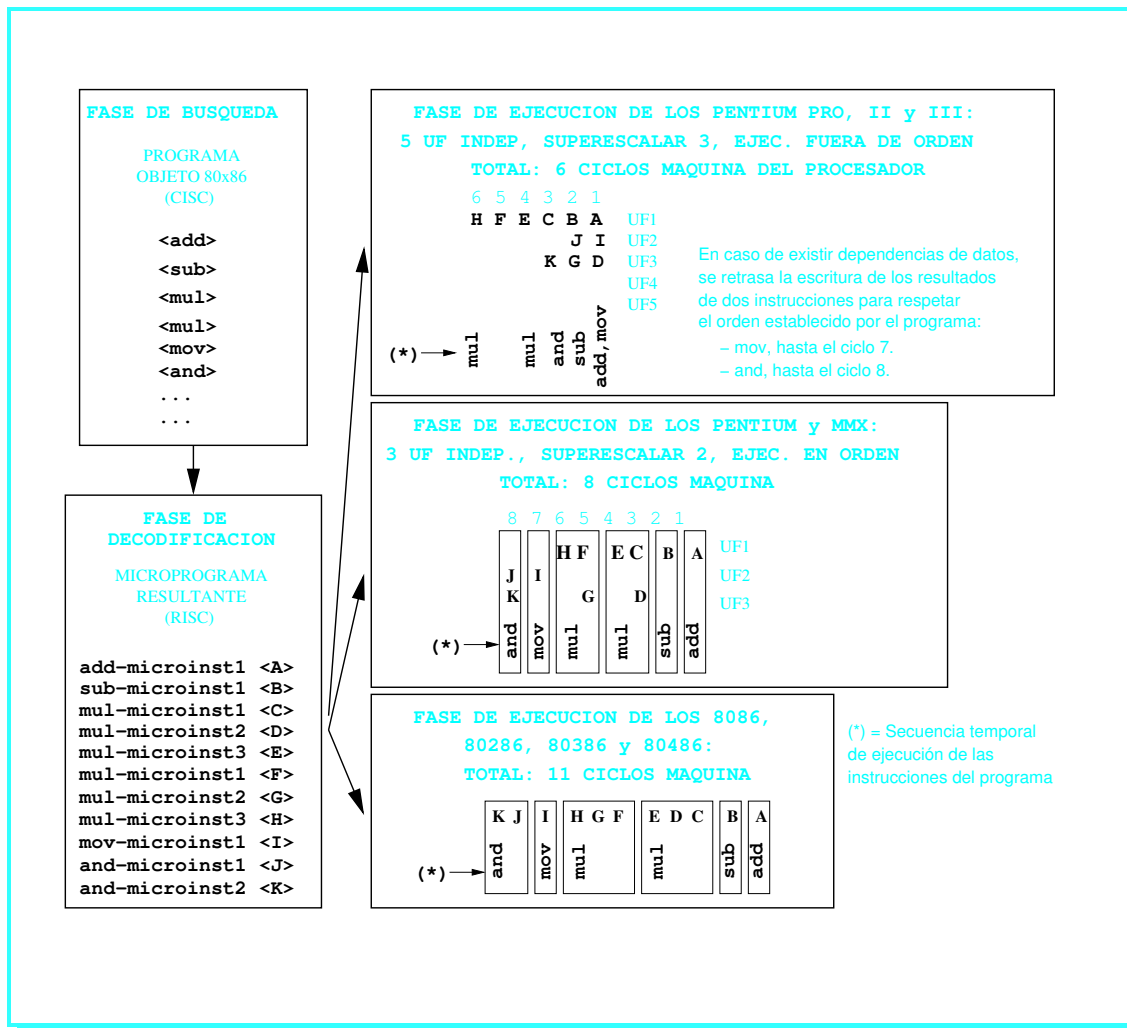 FASE DE BUSQUEDA
PROGRAMA
OBJETO 80x86
(CISC)
<add>
<sub>
<mul>
<mul>
<mov>
<and>
...
...
FASE DE
DECODIFICACION
MICROPROGRAMA
RESULTANTE
(RISC)
add-microinst1 <A>
sub-microinst1 <B>
mul-microinst1 <C>
mul-microinst2 <D>
mul-microinst3 <E>
mul-microinst1 <F>
mul-microinst2 <G>
mul-microinst3 <H>
mov-microinst1 <I>
and-microinst1 <J>
and-microinst2 <K>
FASE DE EJECUCION DE LOS PENTIUM PRO, II y III:
5 UF INDEP, SUPERESCALAR 3, EJEC. FUERA DE ORDEN
TOTAL: 6 CICLOS MAQUINA DEL PROCESADOR
6 5 4 3 2 1
H F E C B A UF1
J I UF2
K G D UF3
UF4
UF5
(*) mul mul and sub add,mov
En caso de existir dependencias de datos,
se retrasa la escritura de los resultados
de dos instrucciones para respetar
el orden establecido por el programa:
– mov, hasta el ciclo 7.
– and, hasta el ciclo 8.
FASE DE EJECUCION DE LOS PENTIUM y MMX:
3 UF INDEP., SUPERESCALAR 2, EJEC. EN ORDEN
TOTAL: 8 CICLOS MAQUINA
8 7 6 5 4 3 2 1
H F E C B A UF1
J I UF2
K G D UF3
(*) and mov mul mul sub add
FASE DE EJECUCION DE LOS 8086,
80286, 80386 y 80486:
TOTAL: 11 CICLOS MAQUINA
K J I H G F E D C B A
(*) and mov mul mul sub add
(*) = Secuencia temporal
de ejecución de las
instrucciones del programa